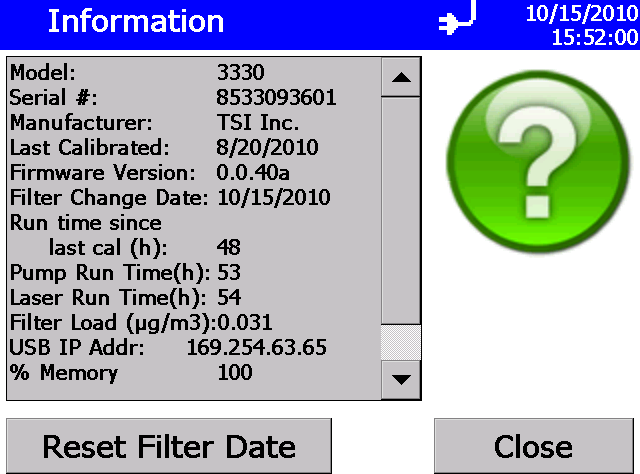 Information
10/15/2010
15:52:00
Model: 3330
Serial #: 8533093601
Manufacturer: TSI Inc.
Last Calibrated: 8/20/2010
Firmware Version: 0.0.40a
Filter Change Date: 10/15/2010
Run time since
last cal (h): 48
Pump Run Time(h): 53
Laser Run Time(h): 54
Filter Load (µg/m3):0.031
USB IP Addr: 169.254.63.65
% Memory 100
?
Reset Filter Date
Close